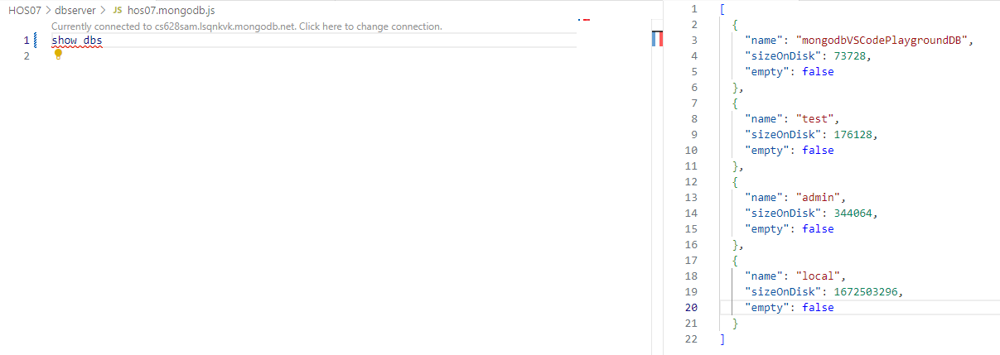 HOS07 > dbserver > JS hos07.mongodb.js
Currently connected to cs628sam.lsqnkvk.mongodb.net. Click here to change connection.
1 show dbs
2
1 [
2 {
3 "name": "mongodbVSCodePlaygroundDB",
4 "sizeOnDisk": 73728,
5 "empty": false
6 },
7 {
8 "name": "test",
9 "sizeOnDisk": 176128,
10 "empty": false
11 },
12 {
13 "name": "admin",
14 "sizeOnDisk": 344064,
15 "empty": false
16 },
17 {
18 "name": "local",
19 "sizeOnDisk": 1672503296,
20 "empty": false
21 }
22 ]